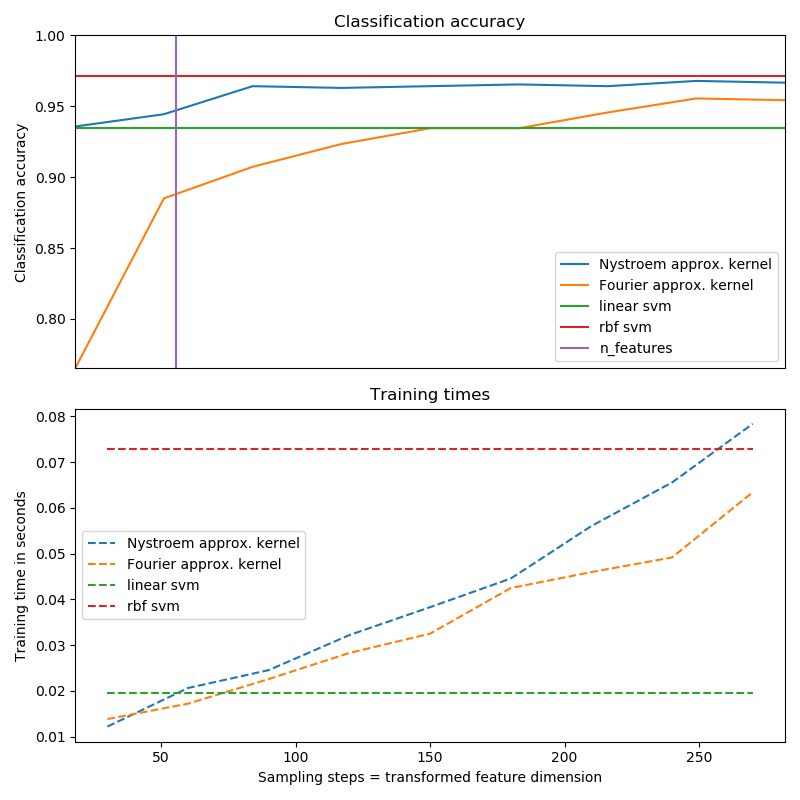 Classification accuracy
1.00
0.95
0.90
0.85
0.80
Classification accuracy
Nystroem approx. kernel
Fourier approx. kernel
linear svm
rbf svm
n_features
Training times
0.08
0.07
0.06
0.05
0.04
0.03
0.02
0.01
Training time in seconds
Nystroem approx. kernel
Fourier approx. kernel
linear svm
rbf svm
50 100 150 200 250
Sampling steps = transformed feature dimension